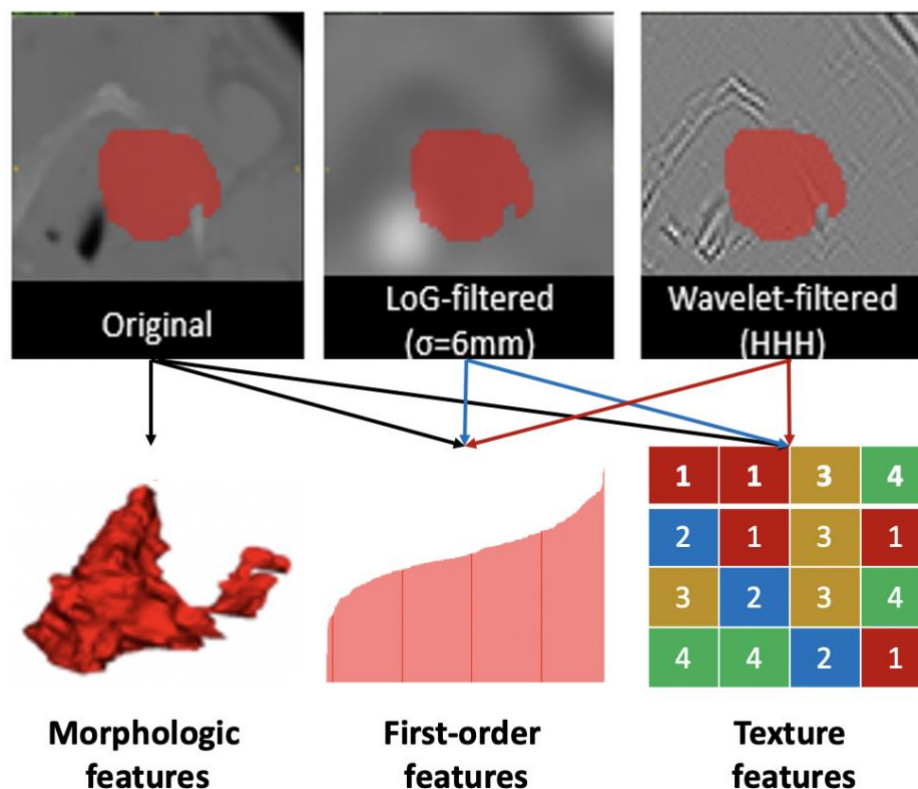 Original
LoG-filtered
(σ=6mm)
Wavelet-filtered
(HHH)
1 1 3 4
2 1 3 1
3 2 3 4
4 4 2 1
Morphologic
features
First-order
features
Texture
features